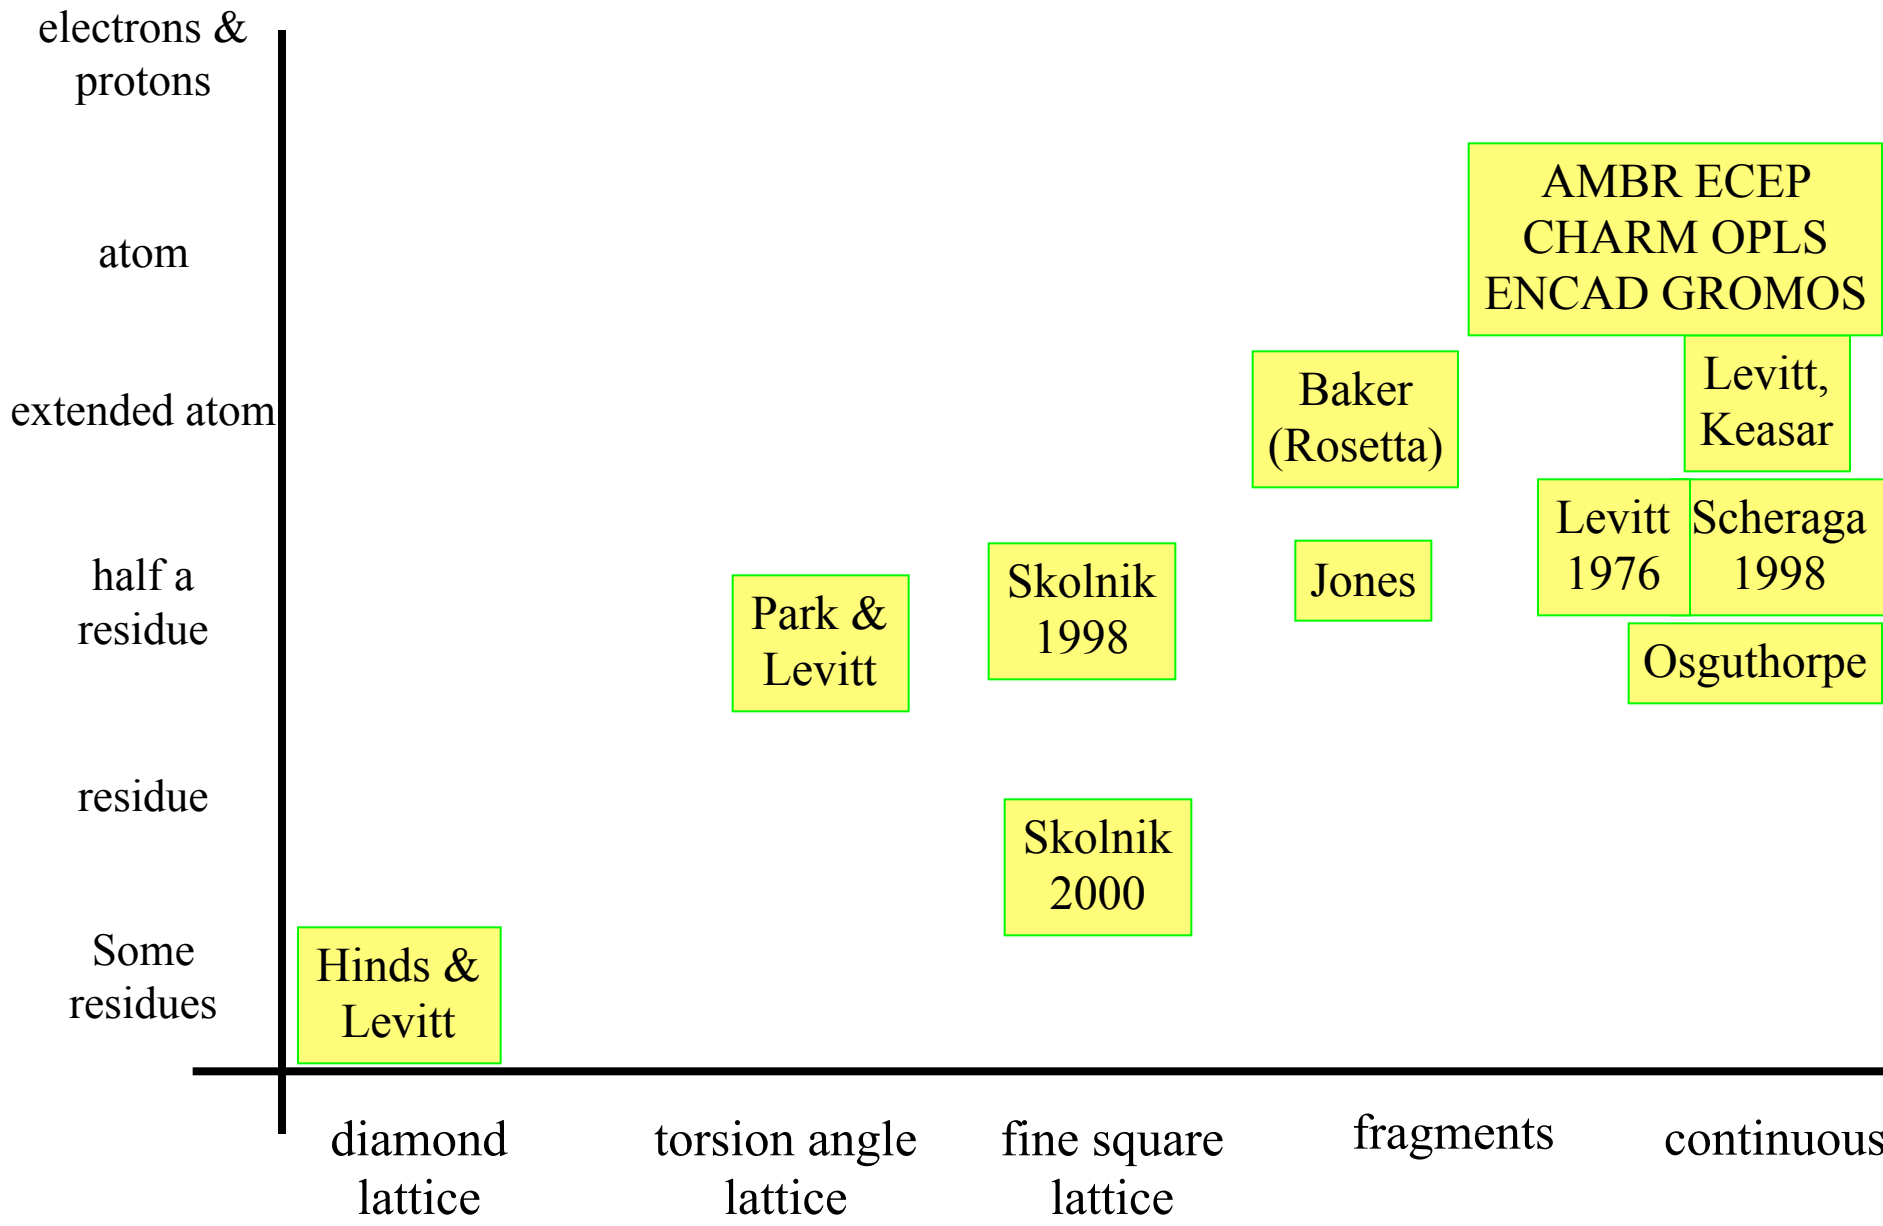 electrons &
protons
AMBR ECEP
CHARM OPLS
ENCAD GROMOS
atom
Levitt,
Keasar
Baker
(Rosetta)
extended atom
Levitt
1976
Scheraga
1998
Skolnik
1998
Jones
half a
residue
Park &
Levitt
Osguthorpe
residue
Skolnik
2000
Some
residues
Hinds &
Levitt
diamond
lattice
torsion angle
lattice
fine square
lattice
fragments
continuous